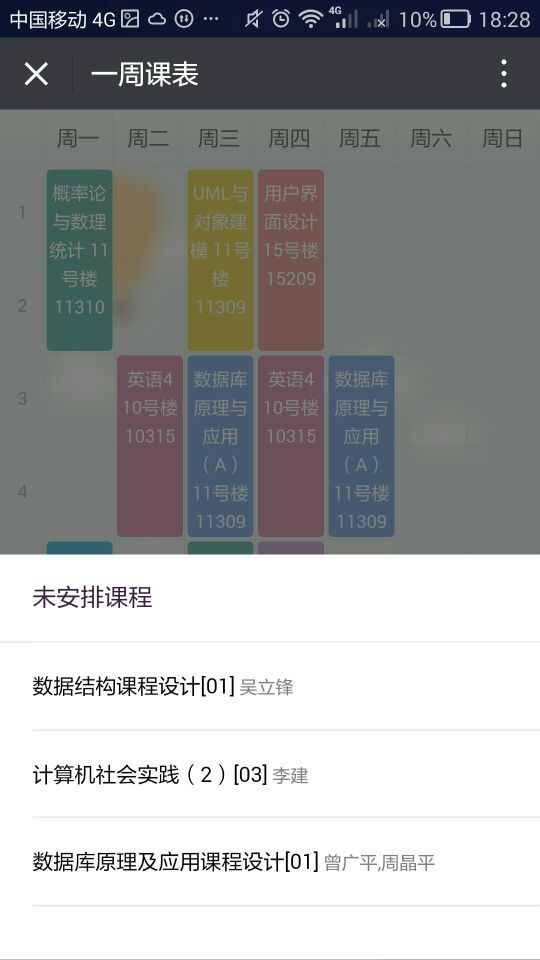 中国移动 4G ··· 4G 10% 18:28
一周课表
周一 周二 周三 周四 周五 周六 周日
1
2
3
4
概率论
与数理
统计 11
号楼
11310
UML与
对象建
模 11号
楼
11309
用户界
面设计
15号楼
15209
英语4
10号楼
10315
数据库
原理与
应用
（A）
11号楼
11309
英语4
10号楼
10315
数据库
原理与
应用
（A）
11号楼
11309
未安排课程
数据结构课程设计[01] 吴立锋
计算机社会实践（2）[03] 李建
数据库原理及应用课程设计[01] 曾广平,周晶平